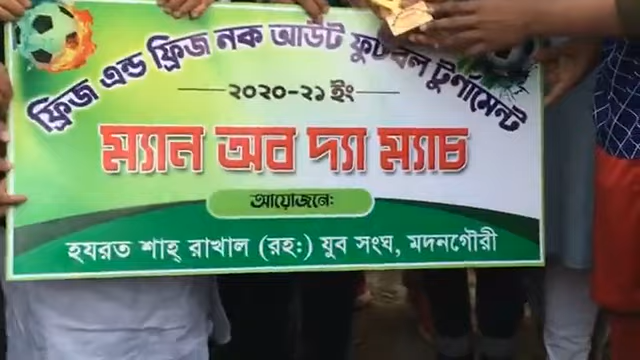 ফ্রিজ এন্ড ফ্রিজ নক আউট ফুটবল টুর্নামেন্ট
২০২০-২১ ইং
ম্যান অব দ্যা ম্যাচ
আয়োজনে:
হযরত শাহ্ রাখাল (রহ:) যুব সংঘ, মদনগৌরী